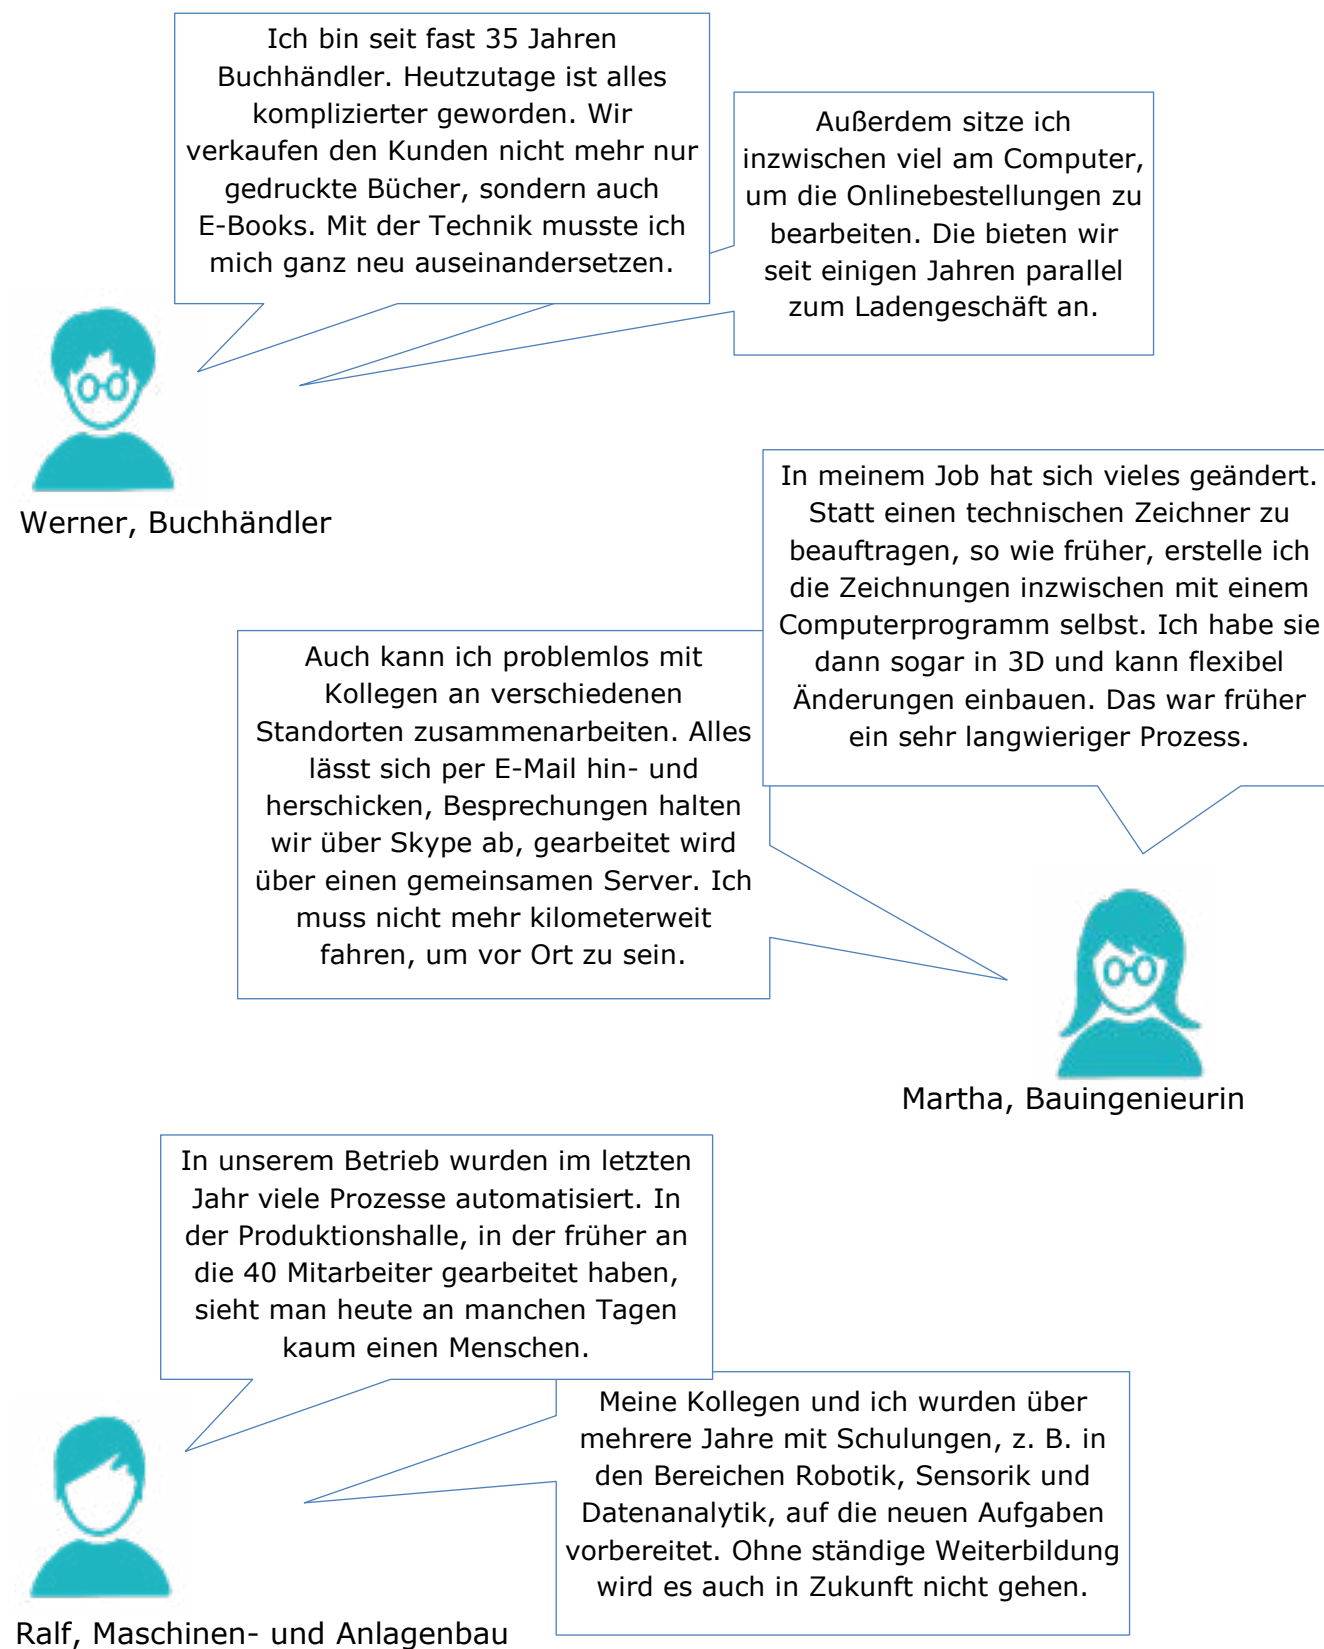 Ich bin seit fast 35 Jahren
Buchhändler. Heutzutage ist alles
komplizierter geworden. Wir
verkaufen den Kunden nicht mehr nur
gedruckte Bücher, sondern auch
E-Books. Mit der Technik musste ich
mich ganz neu auseinandersetzen.
Außerdem sitze ich
inzwischen viel am Computer,
um die Onlinebestellungen zu
bearbeiten. Die bieten wir
seit einigen Jahren parallel
zum Ladengeschäft an.
Werner, Buchhändler
In meinem Job hat sich vieles geändert.
Statt einen technischen Zeichner zu
beauftragen, so wie früher, erstelle ich
die Zeichnungen inzwischen mit einem
Computerprogramm selbst. Ich habe sie
dann sogar in 3D und kann flexibel
Änderungen einbauen. Das war früher
ein sehr langwieriger Prozess.
Auch kann ich problemlos mit
Kollegen an verschiedenen
Standorten zusammenarbeiten. Alles
lässt sich per E-Mail hin- und
herschicken, Besprechungen halten
wir über Skype ab, gearbeitet wird
über einen gemeinsamen Server. Ich
muss nicht mehr kilometerweit
fahren, um vor Ort zu sein.
Martha, Bauingenieurin
In unserem Betrieb wurden im letzten
Jahr viele Prozesse automatisiert. In
der Produktionshalle, in der früher an
die 40 Mitarbeiter gearbeitet haben,
sieht man heute an manchen Tagen
kaum einen Menschen.
Meine Kollegen und ich wurden über
mehrere Jahre mit Schulungen, z. B. in
den Bereichen Robotik, Sensorik und
Datenanalytik, auf die neuen Aufgaben
vorbereitet. Ohne ständige Weiterbildung
wird es auch in Zukunft nicht gehen.
Ralf, Maschinen- und Anlagenbau